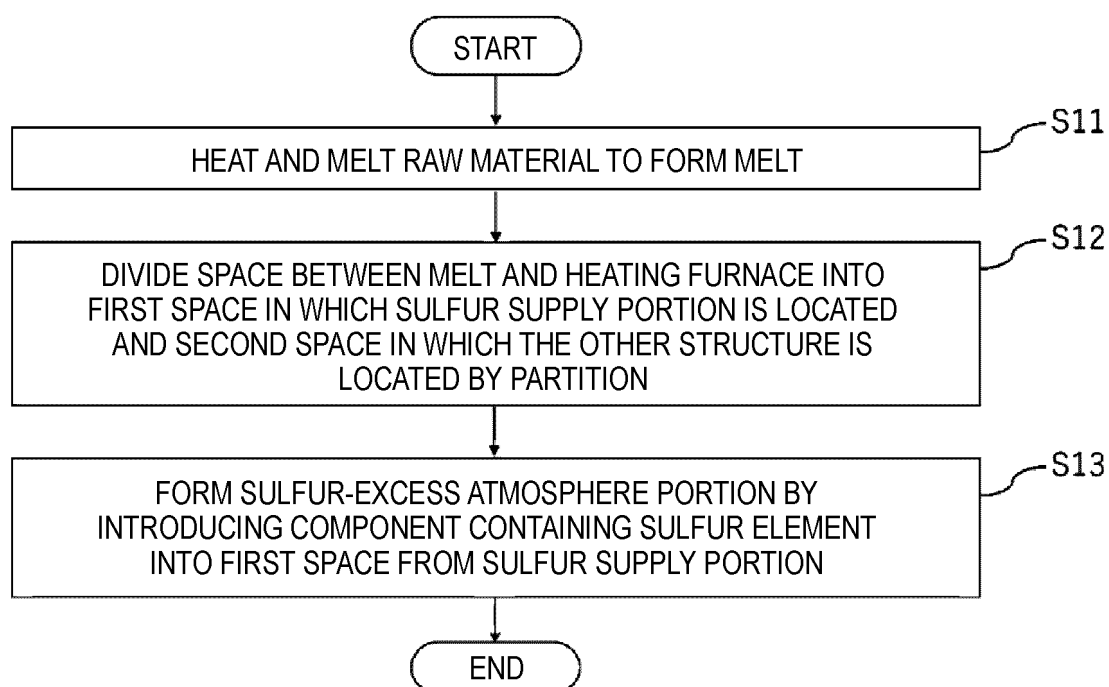 START
S11
HEAT AND MELT RAW MATERIAL TO FORM MELT
S12
DIVIDE SPACE BETWEEN MELT AND HEATING FURNACE INTO
FIRST SPACE IN WHICH SULFUR SUPPLY PORTION IS LOCATED
AND SECOND SPACE IN WHICH THE OTHER STRUCTURE IS
LOCATED BY PARTITION
S13
FORM SULFUR-EXCESS ATMOSPHERE PORTION BY
INTRODUCING COMPONENT CONTAINING SULFUR ELEMENT
INTO FIRST SPACE FROM SULFUR SUPPLY PORTION
END